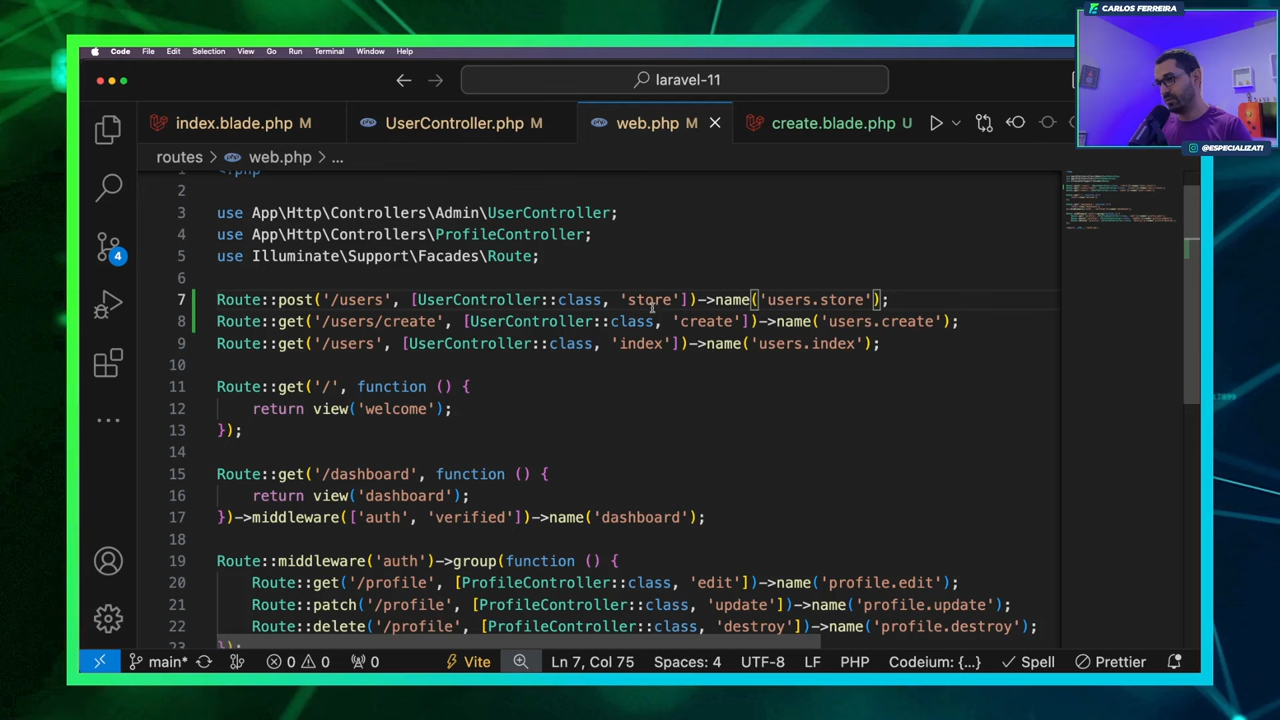 CARLOS FERREIRA
Code File Edit Selection View Go Run Terminal Window Help
laravel-11
index.blade.php M UserController.php M web.php M create.blade.php U
@ESPECIALIZATI
routes > web.php > ...
1 <?php
2
3 use App\Http\Controllers\Admin\UserController;
4 use App\Http\Controllers\ProfileController;
5 use Illuminate\Support\Facades\Route;
6
7 Route::post('/users', [UserController::class, 'store'])->name('users.store');
8 Route::get('/users/create', [UserController::class, 'create'])->name('users.create');
9 Route::get('/users', [UserController::class, 'index'])->name('users.index');
10
11 Route::get('/', function () {
12 return view('welcome');
13 });
14
15 Route::get('/dashboard', function () {
16 return view('dashboard');
17 })->middleware(['auth', 'verified'])->name('dashboard');
18
19 Route::middleware('auth')->group(function () {
20 Route::get('/profile', [ProfileController::class, 'edit'])->name('profile.edit');
21 Route::patch('/profile', [ProfileController::class, 'update'])->name('profile.update');
22 Route::delete('/profile', [ProfileController::class, 'destroy'])->name('profile.destroy');
23 });
4
main* 0 0 0 Vite Ln 7, Col 75 Spaces: 4 UTF-8 LF PHP Codeium: {...} Spell Prettier